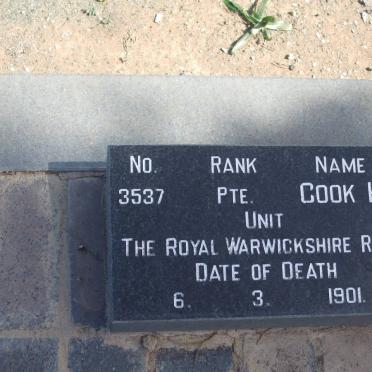 No. RANK NAME
3537 PTE. COOK
UNIT
THE ROYAL WARWICKSHIRE R
DATE OF DEATH
6. 3. 1901.